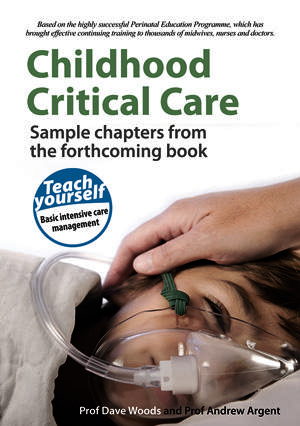 Based on the highly successful Perinatal Education Programme, which has
brought effective continuing training to thousands of midwives, nurses and doctors.
Childhood
Critical Care
Sample chapters from
the forthcoming book
Teach
yourself
Basic intensive care
management
Prof Dave Woods and Prof Andrew Argent